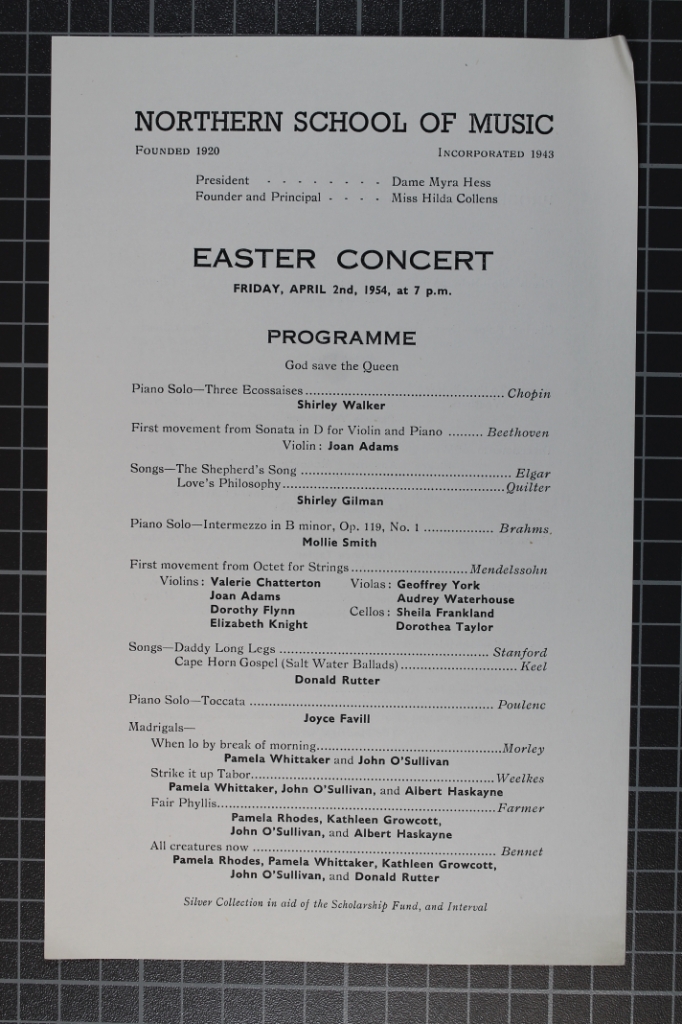 NORTHERN SCHOOL OF MUSIC
FOUNDED 1920 INCORPORATED 1943
President - - - - - - - - Dame Myra Hess
Founder and Principal - - - - Miss Hilda Collens
EASTER CONCERT
FRIDAY, APRIL 2nd, 1954, at 7 p.m.
PROGRAMME
God save the Queen
Piano Solo—Three Ecossaises.................................................... Chopin
Shirley Walker
First movement from Sonata in D for Violin and Piano ......... Beethoven
Violin : Joan Adams
Songs—The Shepherd's Song ...................................................... Elgar
Love's Philosophy.........................................................Quilter
Shirley Gilman
Piano Solo—Intermezzo in B minor, Op. 119, No. 1 .................. Brahms
Mollie Smith
First movement from Octet for Strings..............................Mendelssohn
Violins : Valerie Chatterton Violas : Geoffrey York
Joan Adams Audrey Waterhouse
Dorothy Flynn Cellos : Sheila Frankland
Elizabeth Knight Dorothea Taylor
Songs—Daddy Long Legs ...................................................... Stanford
Cape Horn Gospel (Salt Water Ballads).............................. Keel
Donald Rutter
Piano Solo—Toccata ............................................................... Poulenc
Joyce Favill
Madrigals—
When lo by break of morning................................................Morley
Pamela Whittaker and John O'Sullivan
Strike it up Tabor...............................................................Weelkes
Pamela Whittaker, John O'Sullivan, and Albert Haskayne
Fair Phyllis........................................................................Farmer
Pamela Rhodes, Kathleen Growcott,
John O'Sullivan, and Albert Haskayne
All creatures now .............................................................. Bennet
Pamela Rhodes, Pamela Whittaker, Kathleen Growcott,
John O'Sullivan, and Donald Rutter
Silver Collection in aid of the Scholarship Fund, and Interval